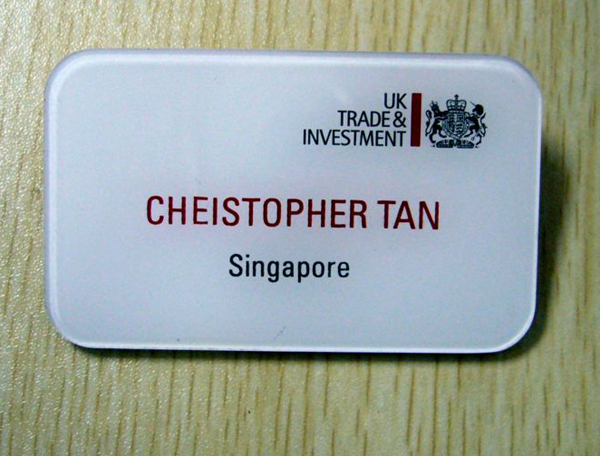 UK
TRADE &
INVESTMENT
CHEISTOPHER TAN
Singapore